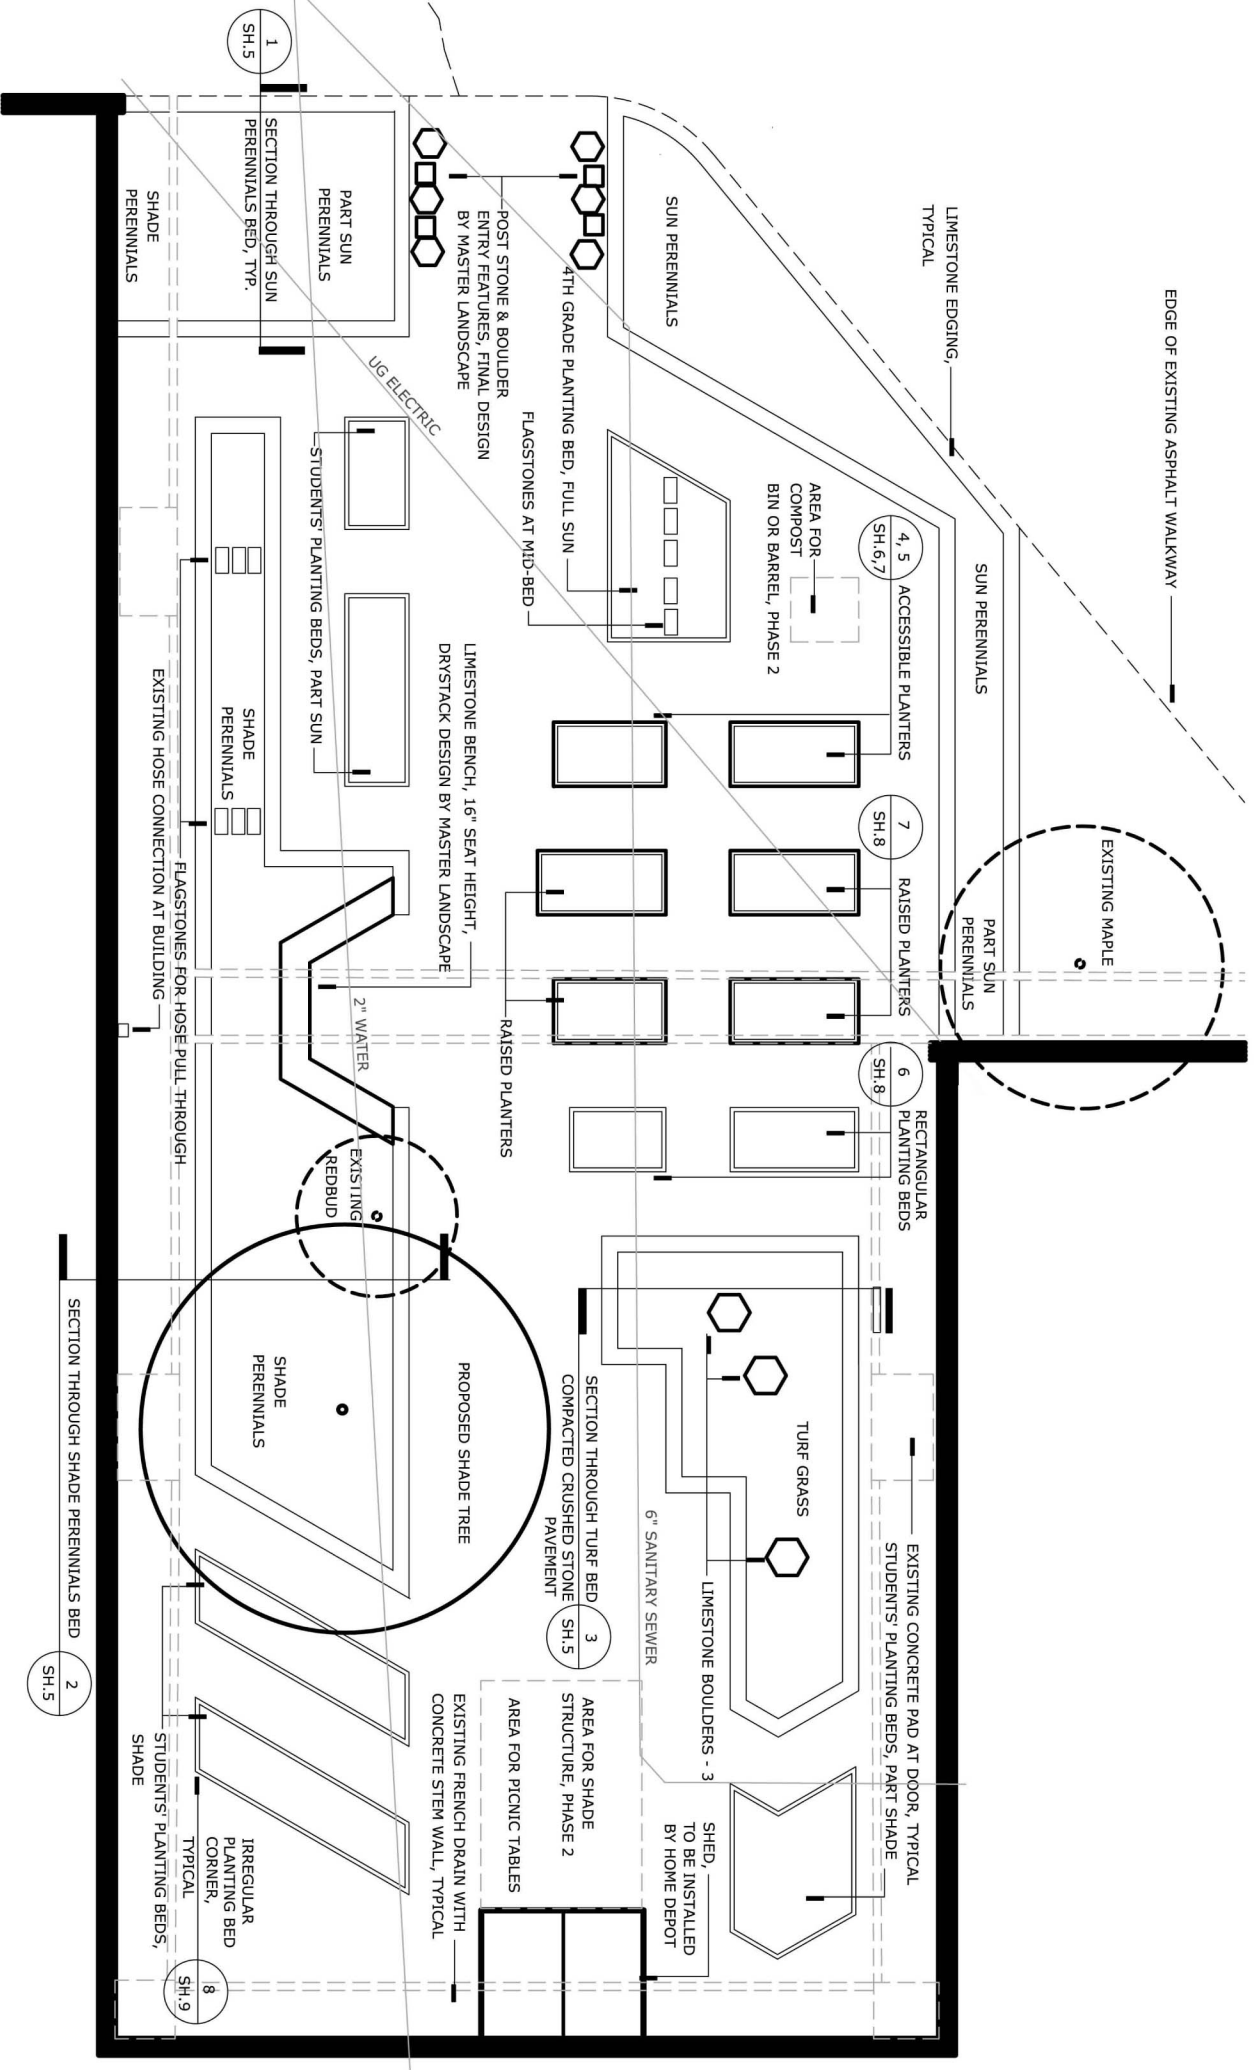 1
SH.5
SECTION THROUGH SUN
PERENNIALS BED, TYP.
SHADE
PERENNIALS
PART SUN
PERENNIALS
POST STONE & BOULDER
ENTRY FEATURES, FINAL DESIGN
BY MASTER LANDSCAPE
SUN PERENNIALS
LIMESTONE EDGING,
TYPICAL
EDGE OF EXISTING ASPHALT WALKWAY
UG ELECTRIC
4TH GRADE PLANTING BED, FULL SUN
FLAGSTONES AT MID-BED
AREA FOR
COMPOST
BIN OR BARREL, PHASE 2
4, 5
SH.6,7
ACCESSIBLE PLANTERS
SUN PERENNIALS
STUDENTS' PLANTING BEDS, PART SUN
SHADE
PERENNIALS
LIMESTONE BENCH, 16" SEAT HEIGHT,
DRYSTACK DESIGN BY MASTER LANDSCAPE
EXISTING HOSE CONNECTION AT BUILDING
FLAGSTONES FOR HOSE PULL THROUGH
7
SH.8
RAISED PLANTERS
PART SUN
PERENNIALS
EXISTING MAPLE
2" WATER
RAISED PLANTERS
6
SH.8
RECTANGULAR
PLANTING BEDS
EXISTING
REDBUD
SHADE
PERENNIALS
PROPOSED SHADE TREE
SECTION THROUGH SHADE PERENNIALS BED
2
SH.5
SECTION THROUGH TURF BED
COMPACTED CRUSHED STONE
PAVEMENT
3
SH.5
TURF GRASS
6" SANITARY SEWER
LIMESTONE BOULDERS - 3
EXISTING CONCRETE PAD AT DOOR, TYPICAL
STUDENTS' PLANTING BEDS, PART SHADE
AREA FOR SHADE
STRUCTURE, PHASE 2
AREA FOR PICNIC TABLES
EXISTING FRENCH DRAIN WITH
CONCRETE STEM WALL, TYPICAL
SHED,
TO BE INSTALLED
BY HOME DEPOT
STUDENTS' PLANTING BEDS,
SHADE
IRREGULAR
PLANTING BED
CORNER,
TYPICAL
8
SH.9